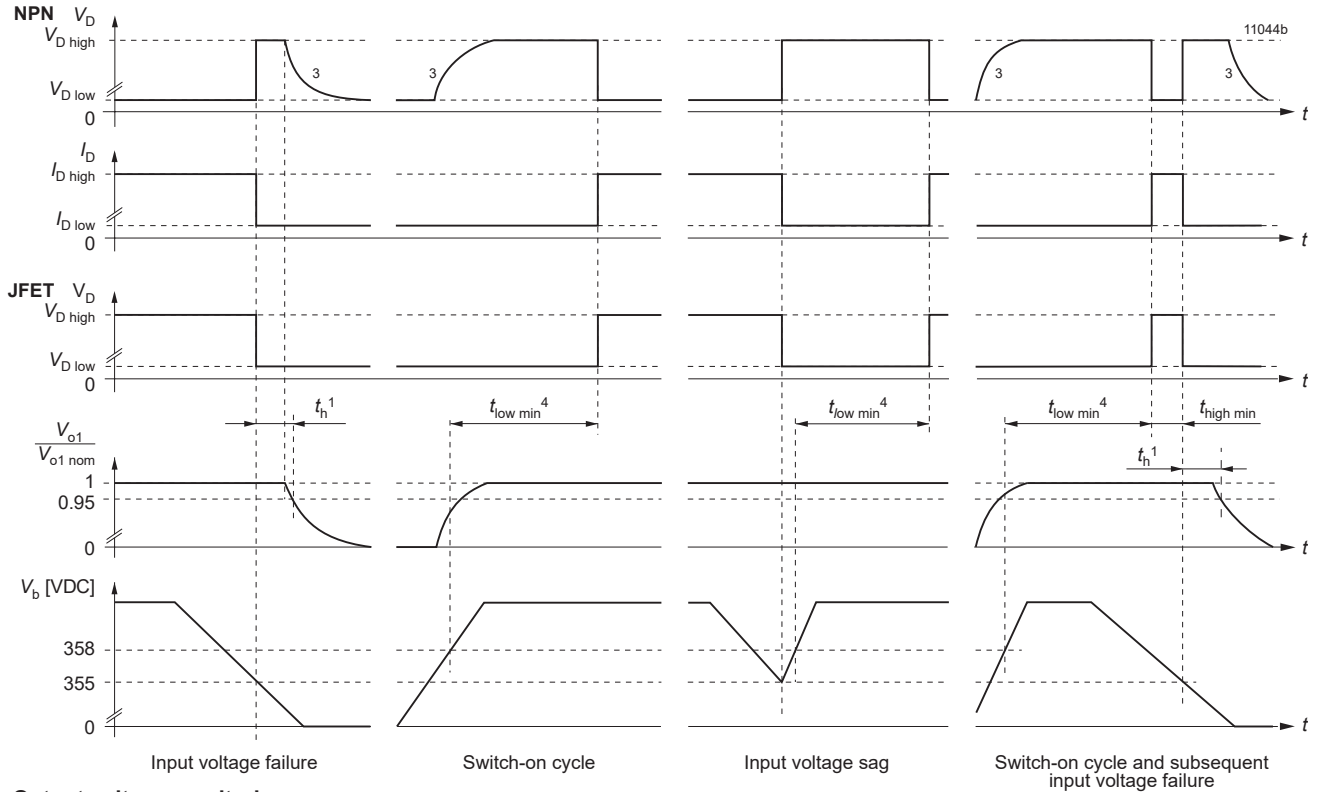 NPN V_D
V_D high
11044b
3
3
3
3
V_D low
0
t
I_D
I_D high
I_D low
0
t
JFET V_D
V_D high
V_D low
0
t
t_h^1
t_low min^4
t_low min^4
t_low min^4
t_high min
V_o1
V_o1 nom
t_h^1
1
0.95
0
t
V_b [VDC]
358
355
0
t
Input voltage failure
Switch-on cycle
Input voltage sag
Switch-on cycle and subsequent
input voltage failure